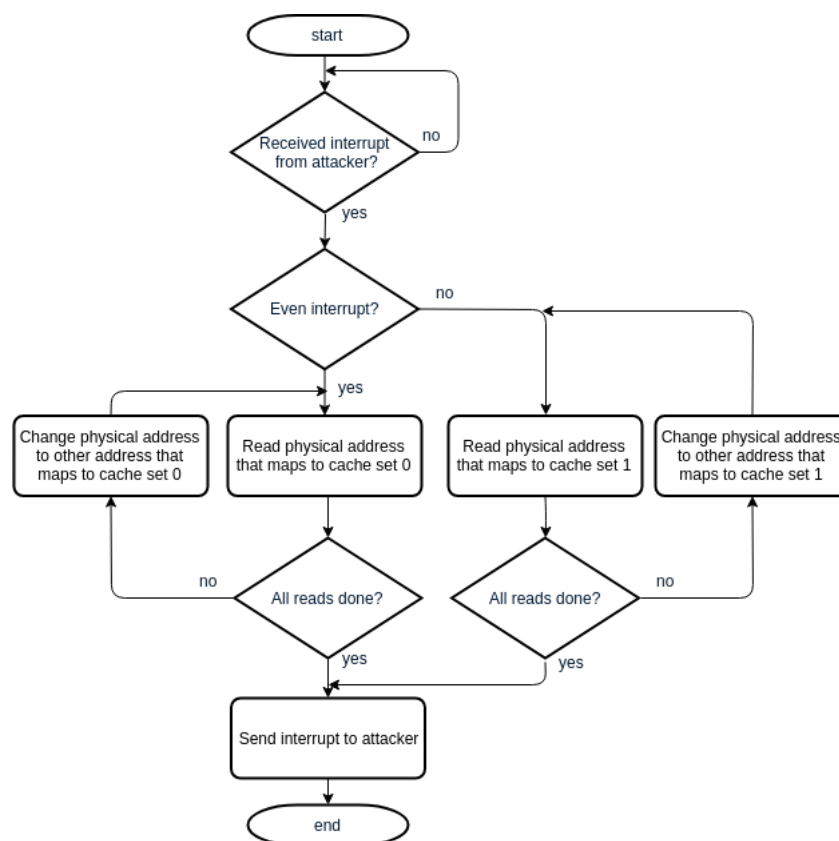 start
no
Received interrupt
from attacker?
yes
no
Even interrupt?
yes
Change physical address
to other address that
maps to cache set 0
Read physical address
that maps to cache set 0
Read physical address
that maps to cache set 1
Change physical address
to other address that
maps to cache set 1
no
All reads done?
All reads done?
no
yes
yes
Send interrupt to attacker
end